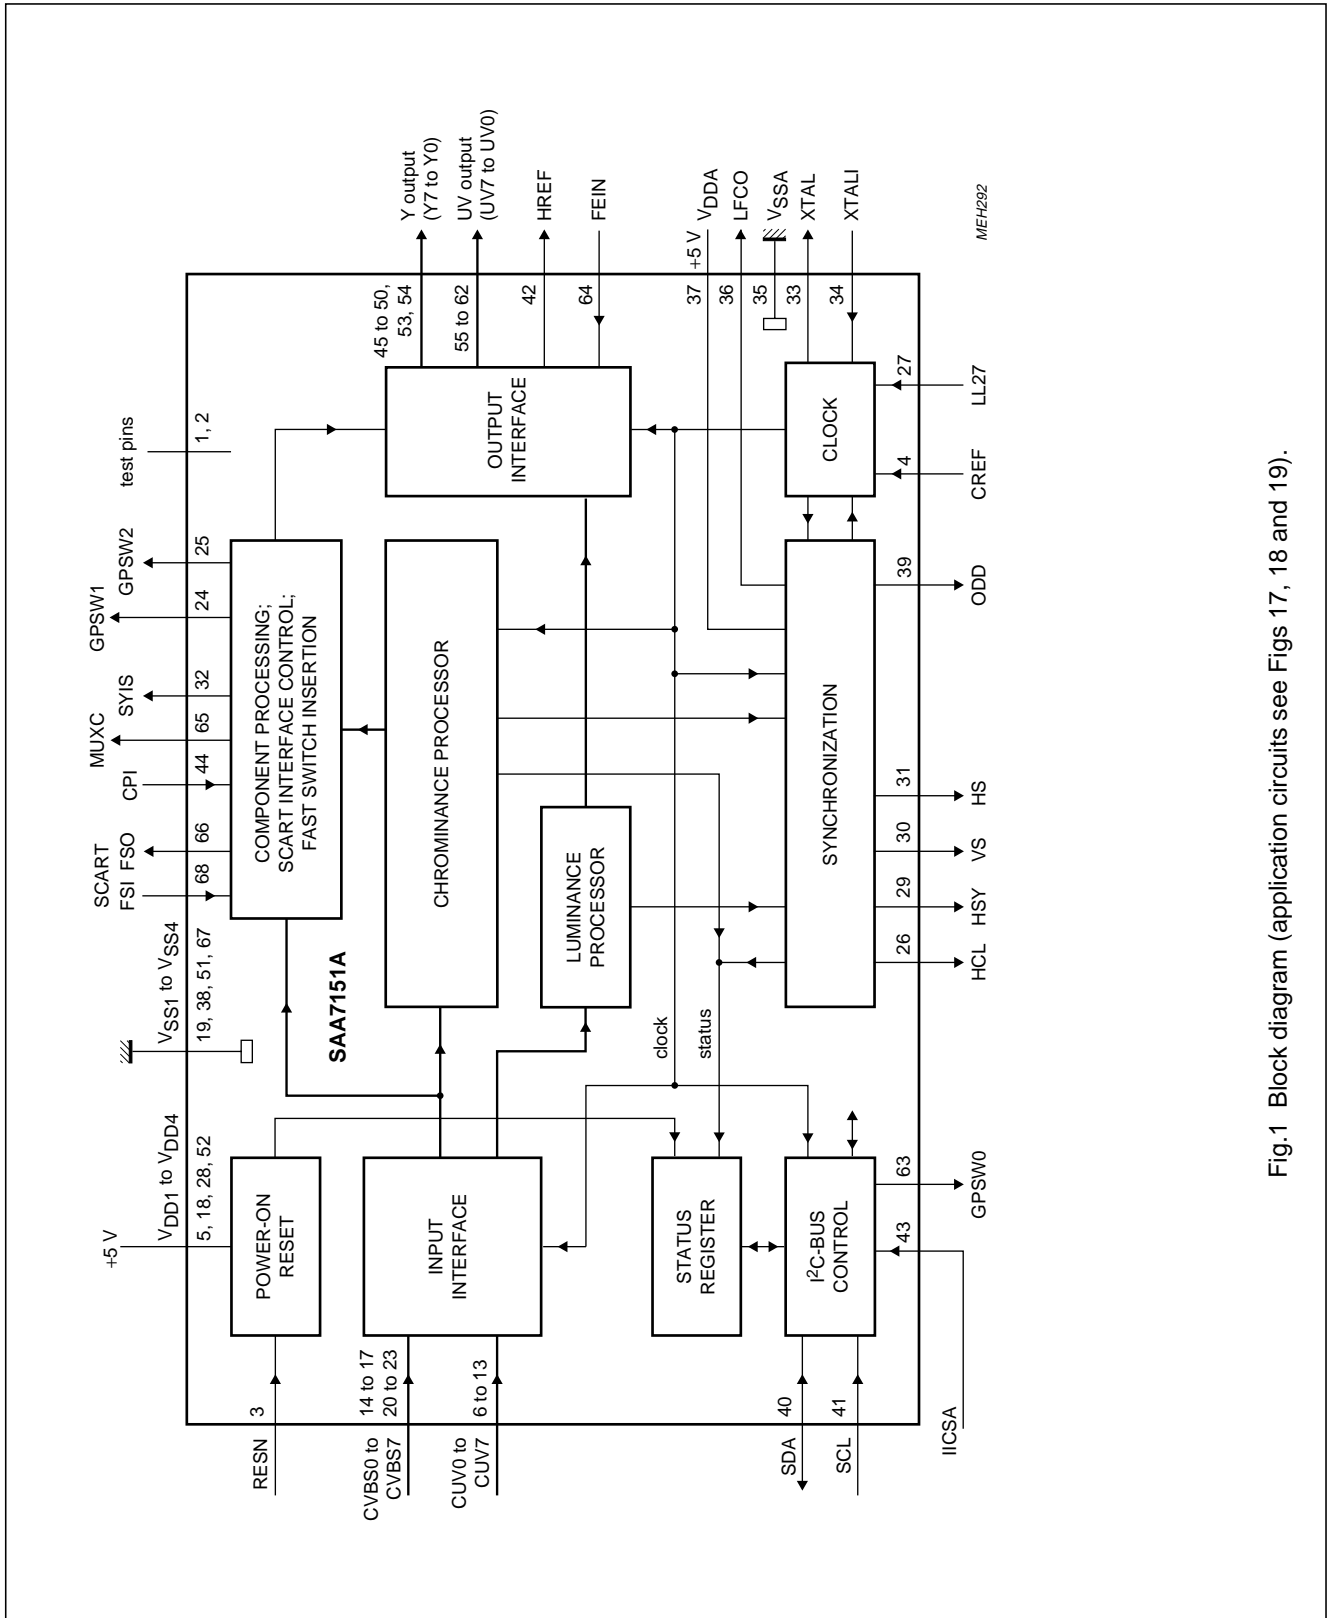 +5 V
VDD1 to VDD4
5, 18, 28, 52
VSS1 to VSS4
19, 38, 51, 67
SCART
FSI FSO
68
66
CPI
44
MUXC
65
SYIS
32
GPSW1
24
GPSW2
25
test pins
1, 2
RESN
3
POWER-ON
RESET
COMPONENT PROCESSING;
SCART INTERFACE CONTROL;
FAST SWITCH INSERTION
SAA7151A
CVBS0 to
CVBS7
14 to 17
20 to 23
CUV0 to
CUV7
6 to 13
INPUT
INTERFACE
CHROMINANCE PROCESSOR
LUMINANCE
PROCESSOR
OUTPUT
INTERFACE
45 to 50,
53, 54
Y output
(Y7 to Y0)
55 to 62
UV output
(UV7 to UV0)
42
HREF
64
FEIN
clock
status
STATUS
REGISTER
SDA
40
SCL
41
I2C-BUS
CONTROL
SYNCHRONIZATION
CLOCK
37
+5 V
VDDA
36
LFCO
35
VSSA
33
XTAL
34
XTALI
IICSA
43
63
GPSW0
26
HCL
29
HSY
30
VS
31
HS
39
ODD
4
CREF
27
LL27
MEH292
Fig.1 Block diagram (application circuits see Figs 17, 18 and 19).